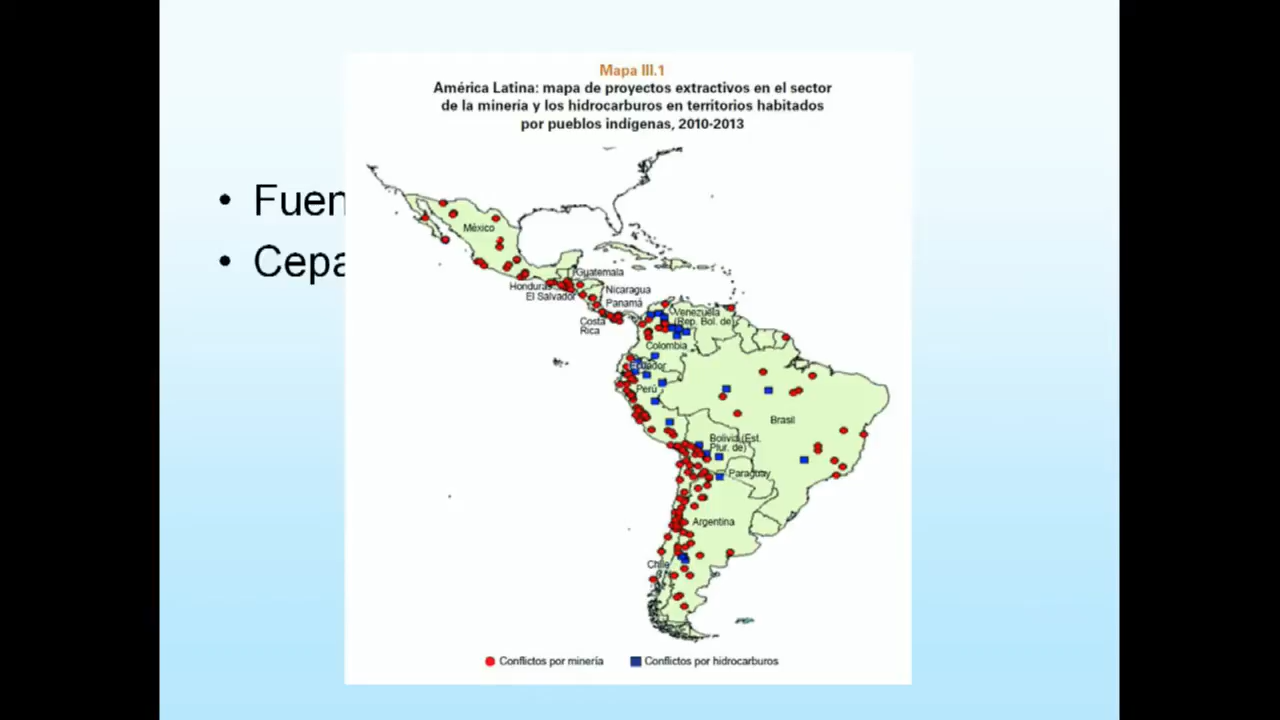 Mapa III.1
América Latina: mapa de proyectos extractivos en el sector
de la minería y los hidrocarburos en territorios habitados
por pueblos indígenas, 2010-2013
• Fuen
• Cepa
México
Guatemala
Honduras
El Salvador
Nicaragua
Panamá
Costa
Rica
Venezuela
(Rep. Bol. de)
Colombia
Ecuador
Perú
Brasil
Bolivia (Est.
Plur. de)
Paraguay
Argentina
Chile
Conflictos por minería
Conflictos por hidrocarburos